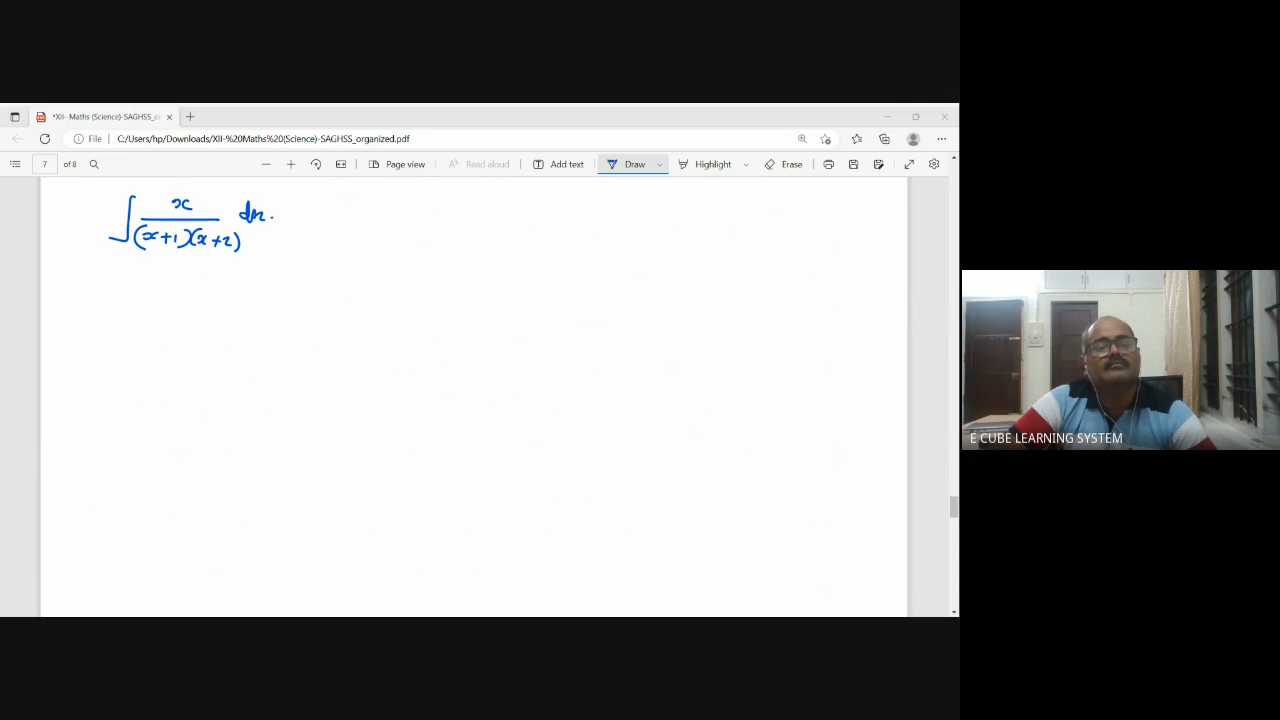 *XII- Maths (Science)-SAGHSS_o
File
C:/Users/hp/Downloads/XII-%20Maths%20(Science)-SAGHSS_organized.pdf
7 of 8
Page view
Read aloud
Add text
Draw
Highlight
Erase
∫ x / (x+1)(x+2) dx.
E CUBE LEARNING SYSTEM